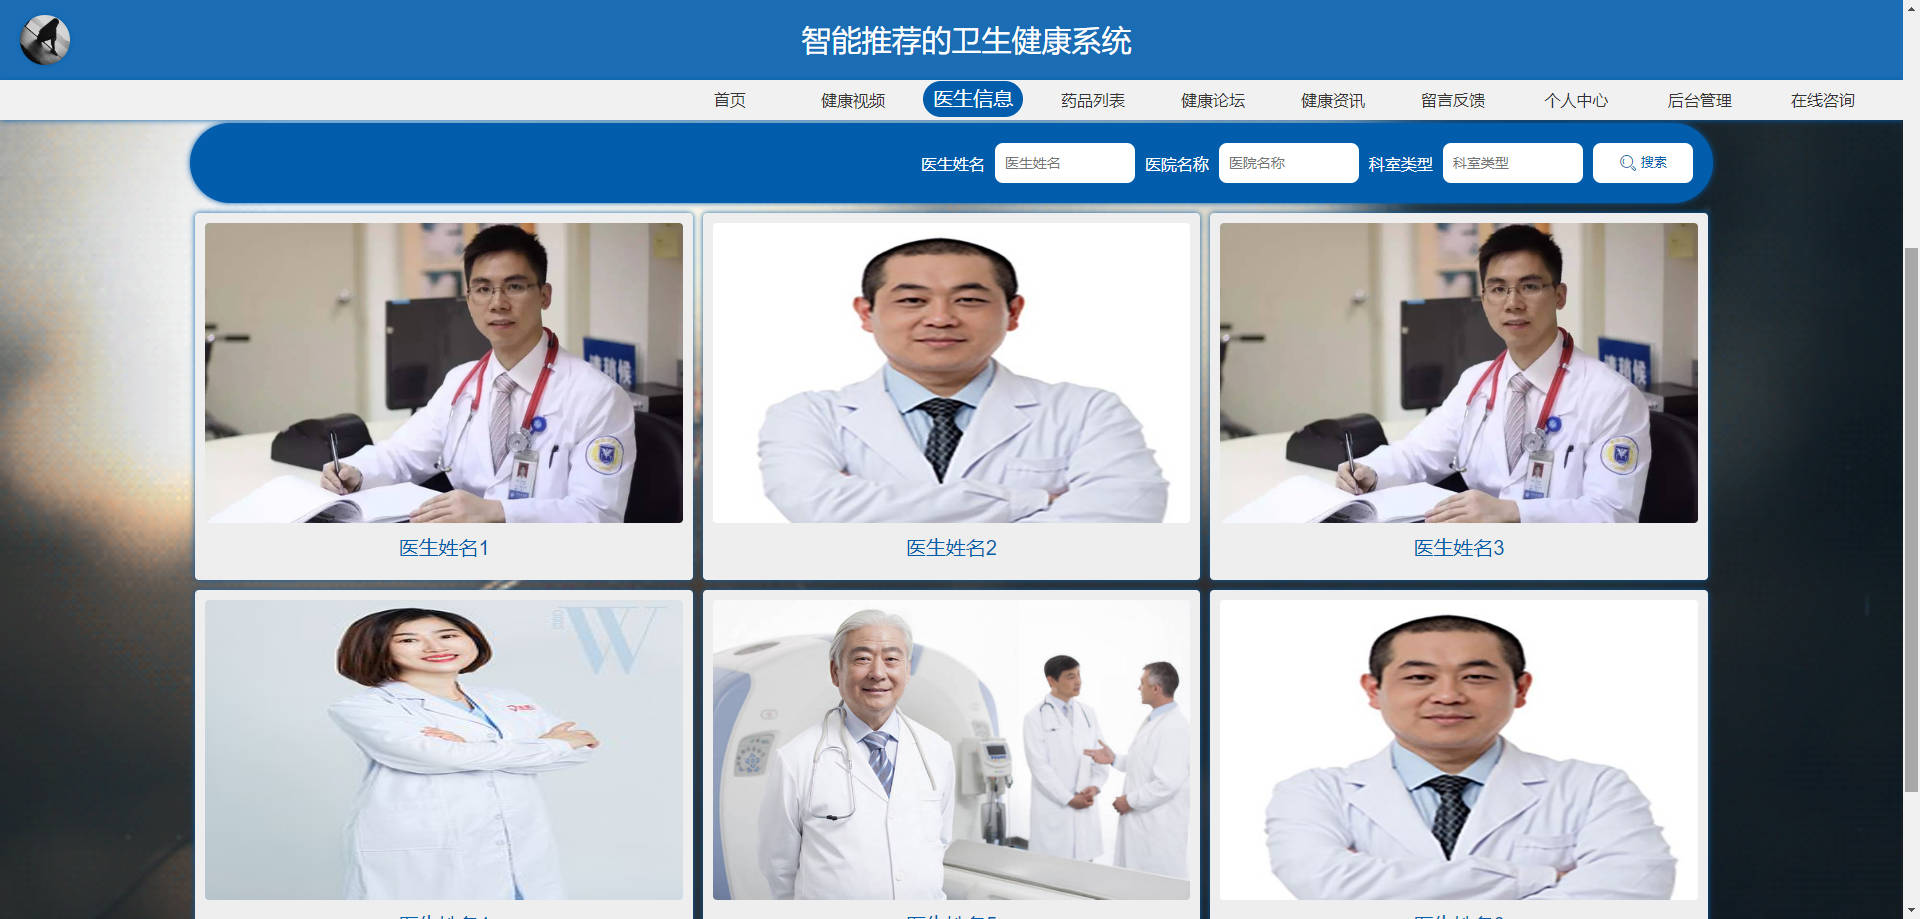 智能推荐的卫生健康系统
首页 健康视频 医生信息 药品列表 健康论坛 健康资讯 留言反馈 个人中心 后台管理 在线咨询
医生姓名 医生姓名 医院名称 医院名称 科室类型 科室类型 搜索
医生姓名1 医生姓名2 医生姓名3
W